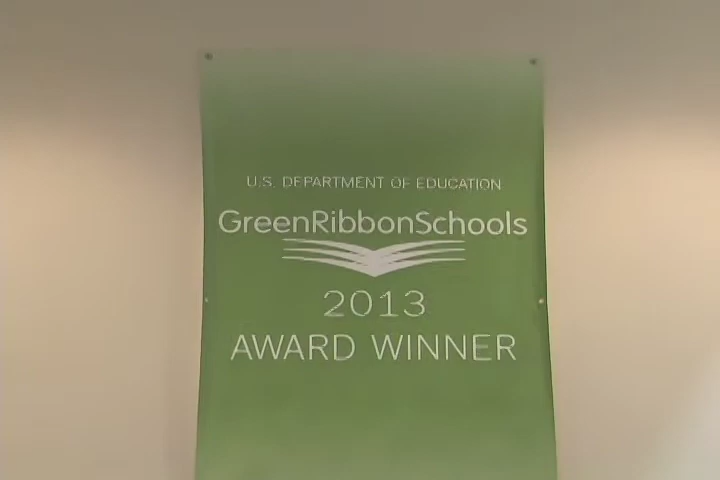 U.S. DEPARTMENT OF EDUCATION
GreenRibbonSchools
2013
AWARD WINNER